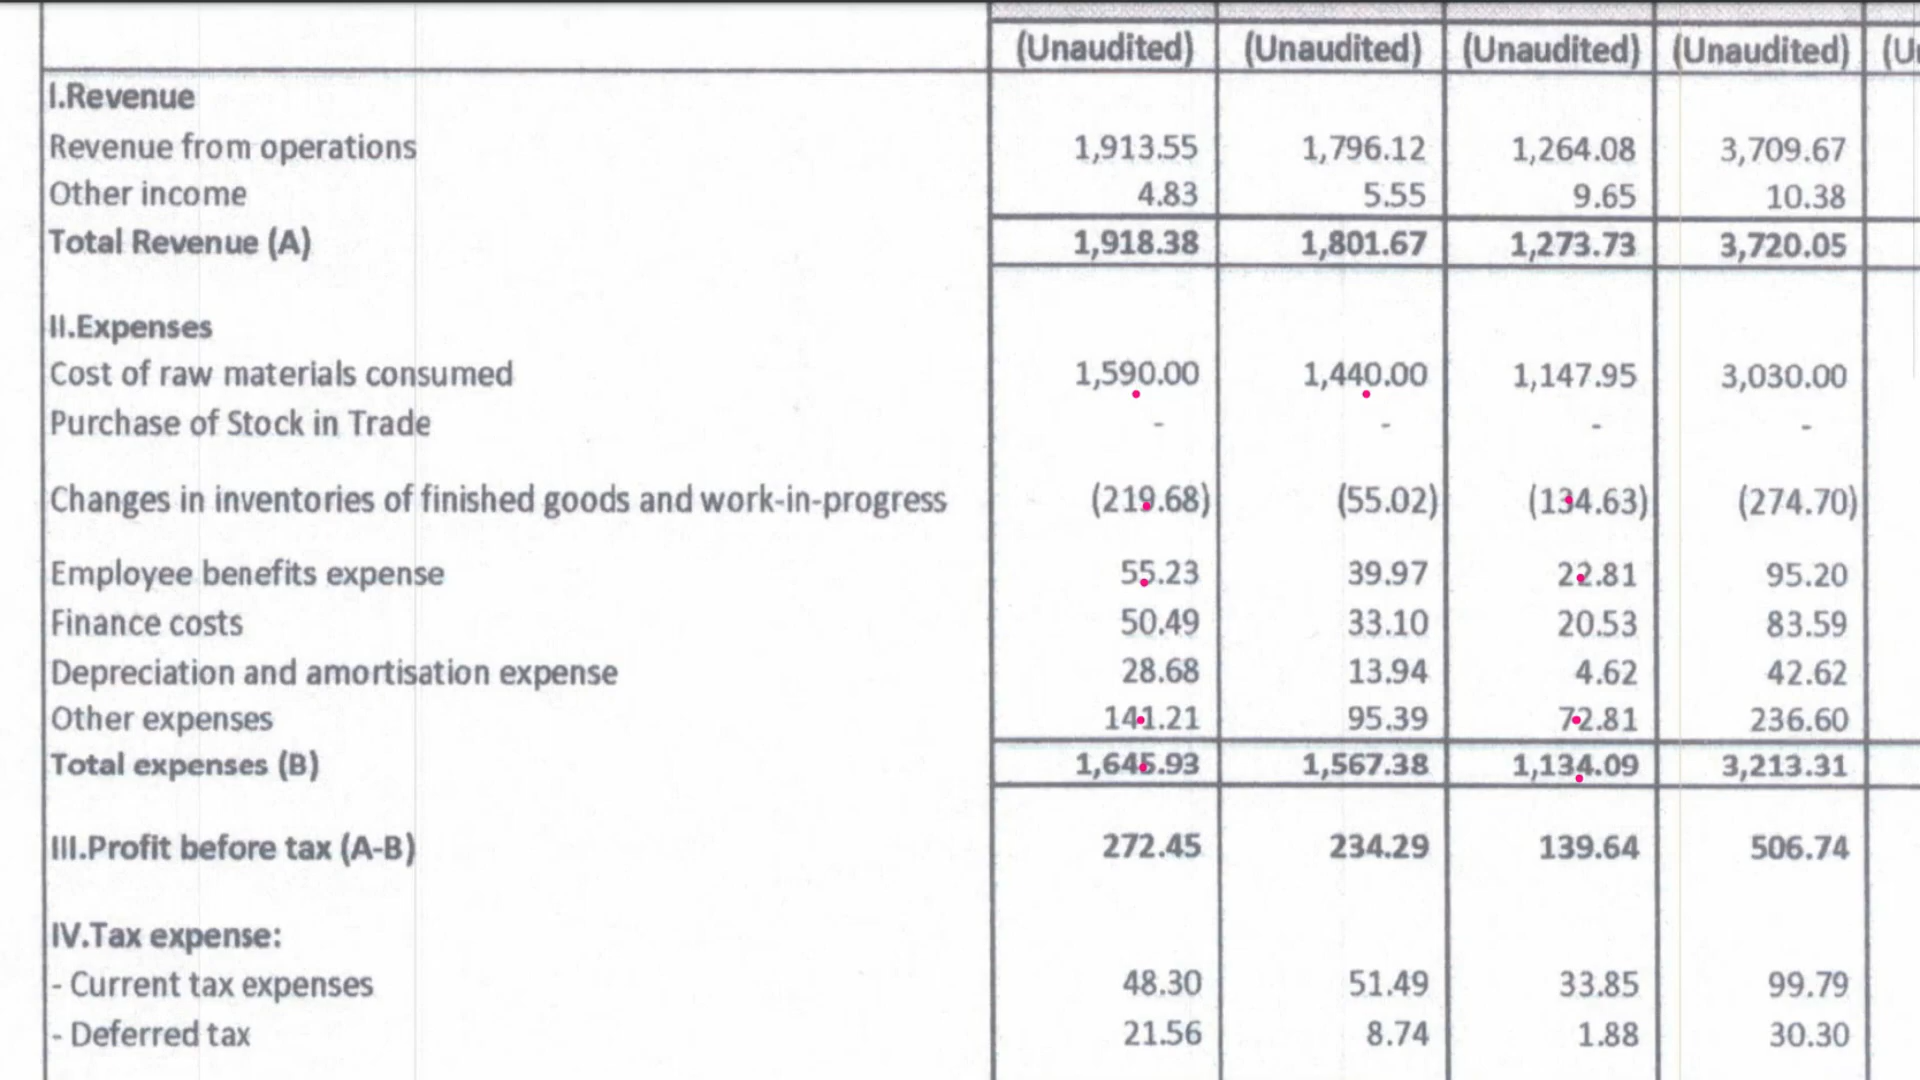 (Unaudited) (Unaudited) (Unaudited) (Unaudited)
I.Revenue
Revenue from operations 1,913.55 1,796.12 1,264.08 3,709.67
Other income 4.83 5.55 9.65 10.38
Total Revenue (A) 1,918.38 1,801.67 1,273.73 3,720.05
II.Expenses
Cost of raw materials consumed 1,590.00 1,440.00 1,147.95 3,030.00
Purchase of Stock in Trade - - - -
Changes in inventories of finished goods and work-in-progress (219.68) (55.02) (134.63) (274.70)
Employee benefits expense 55.23 39.97 22.81 95.20
Finance costs 50.49 33.10 20.53 83.59
Depreciation and amortisation expense 28.68 13.94 4.62 42.62
Other expenses 141.21 95.39 72.81 236.60
Total expenses (B) 1,645.93 1,567.38 1,134.09 3,213.31
III.Profit before tax (A-B) 272.45 234.29 139.64 506.74
IV.Tax expense:
- Current tax expenses 48.30 51.49 33.85 99.79
- Deferred tax 21.56 8.74 1.88 30.30